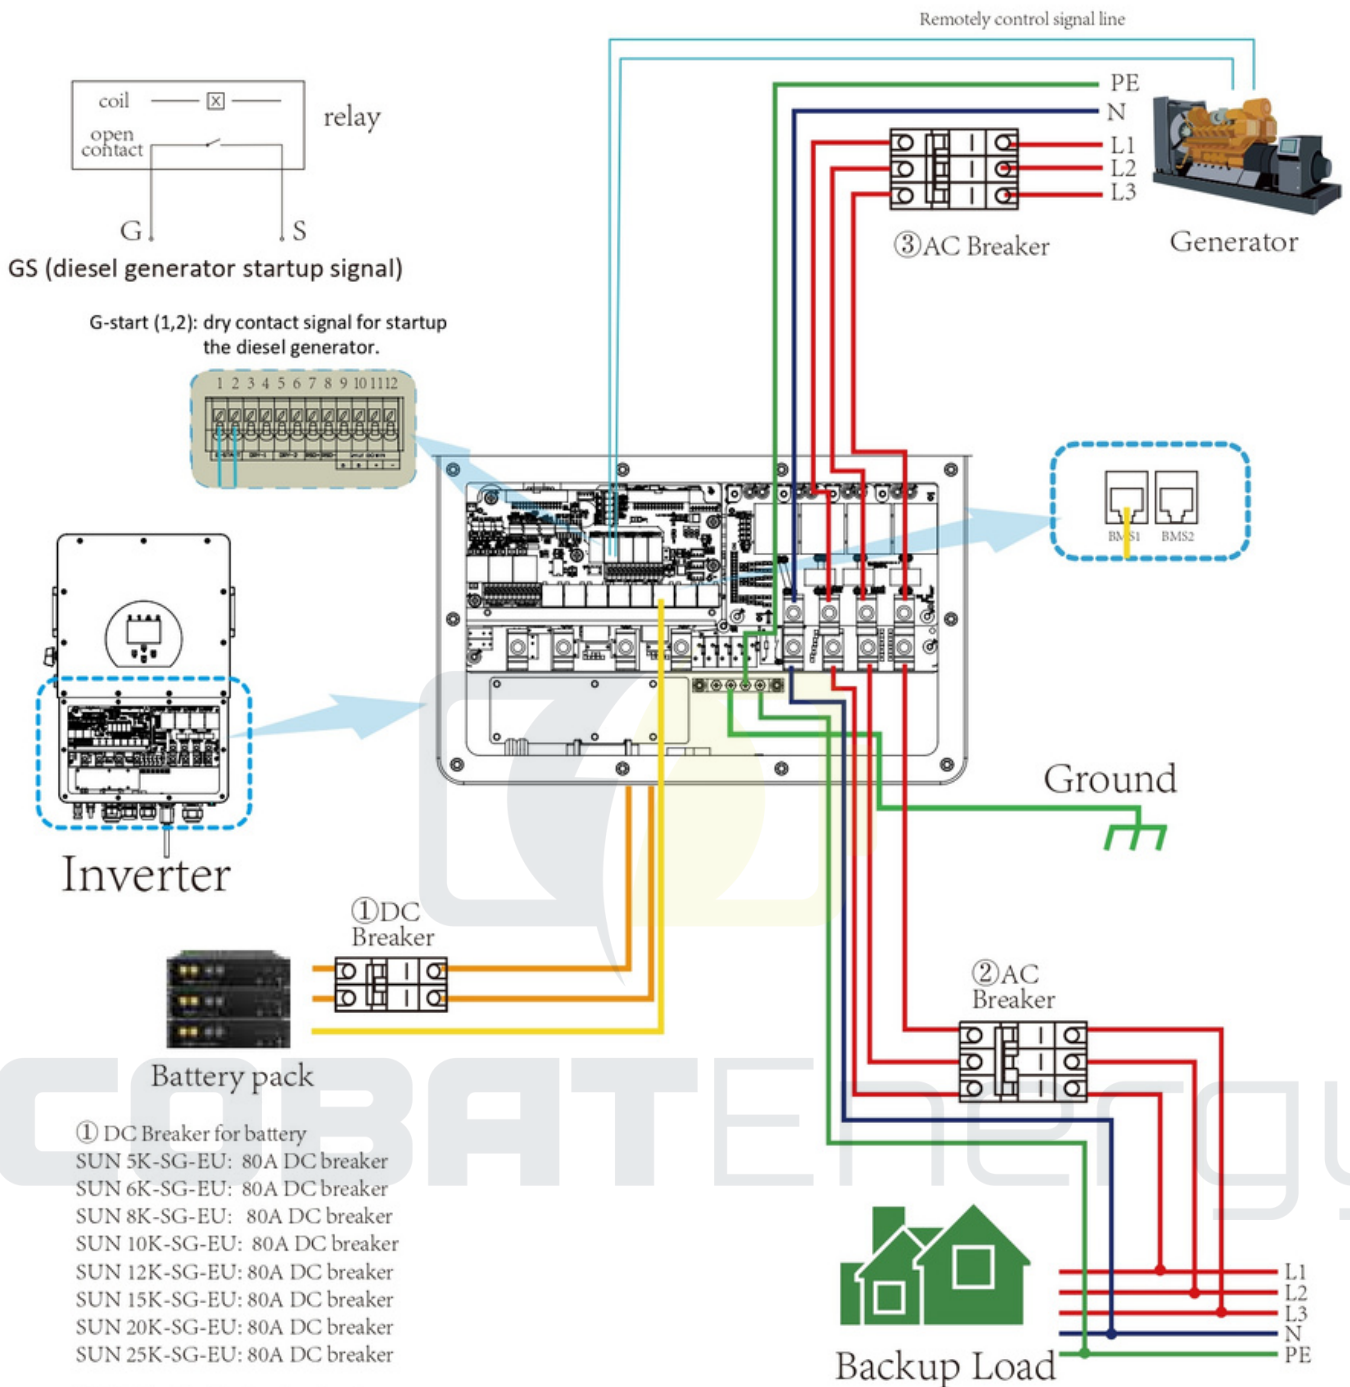 Remotely control signal line
coil
open
contact
relay
G
S
GS (diesel generator startup signal)
PE
N
L1
L2
L3
③AC Breaker
Generator
G-start (1,2): dry contact signal for startup
the diesel generator.
1 2 3 4 5 6 7 8 9 10 11 12
BMS1 BMS2
Inverter
Ground
①DC
Breaker
②AC
Breaker
Battery pack
COBATEnergy
① DC Breaker for battery
SUN 5K-SG-EU: 80A DC breaker
SUN 6K-SG-EU: 80A DC breaker
SUN 8K-SG-EU: 80A DC breaker
SUN 10K-SG-EU: 80A DC breaker
SUN 12K-SG-EU: 80A DC breaker
SUN 15K-SG-EU: 80A DC breaker
SUN 20K-SG-EU: 80A DC breaker
SUN 25K-SG-EU: 80A DC breaker
L1
L2
L3
N
PE
Backup Load